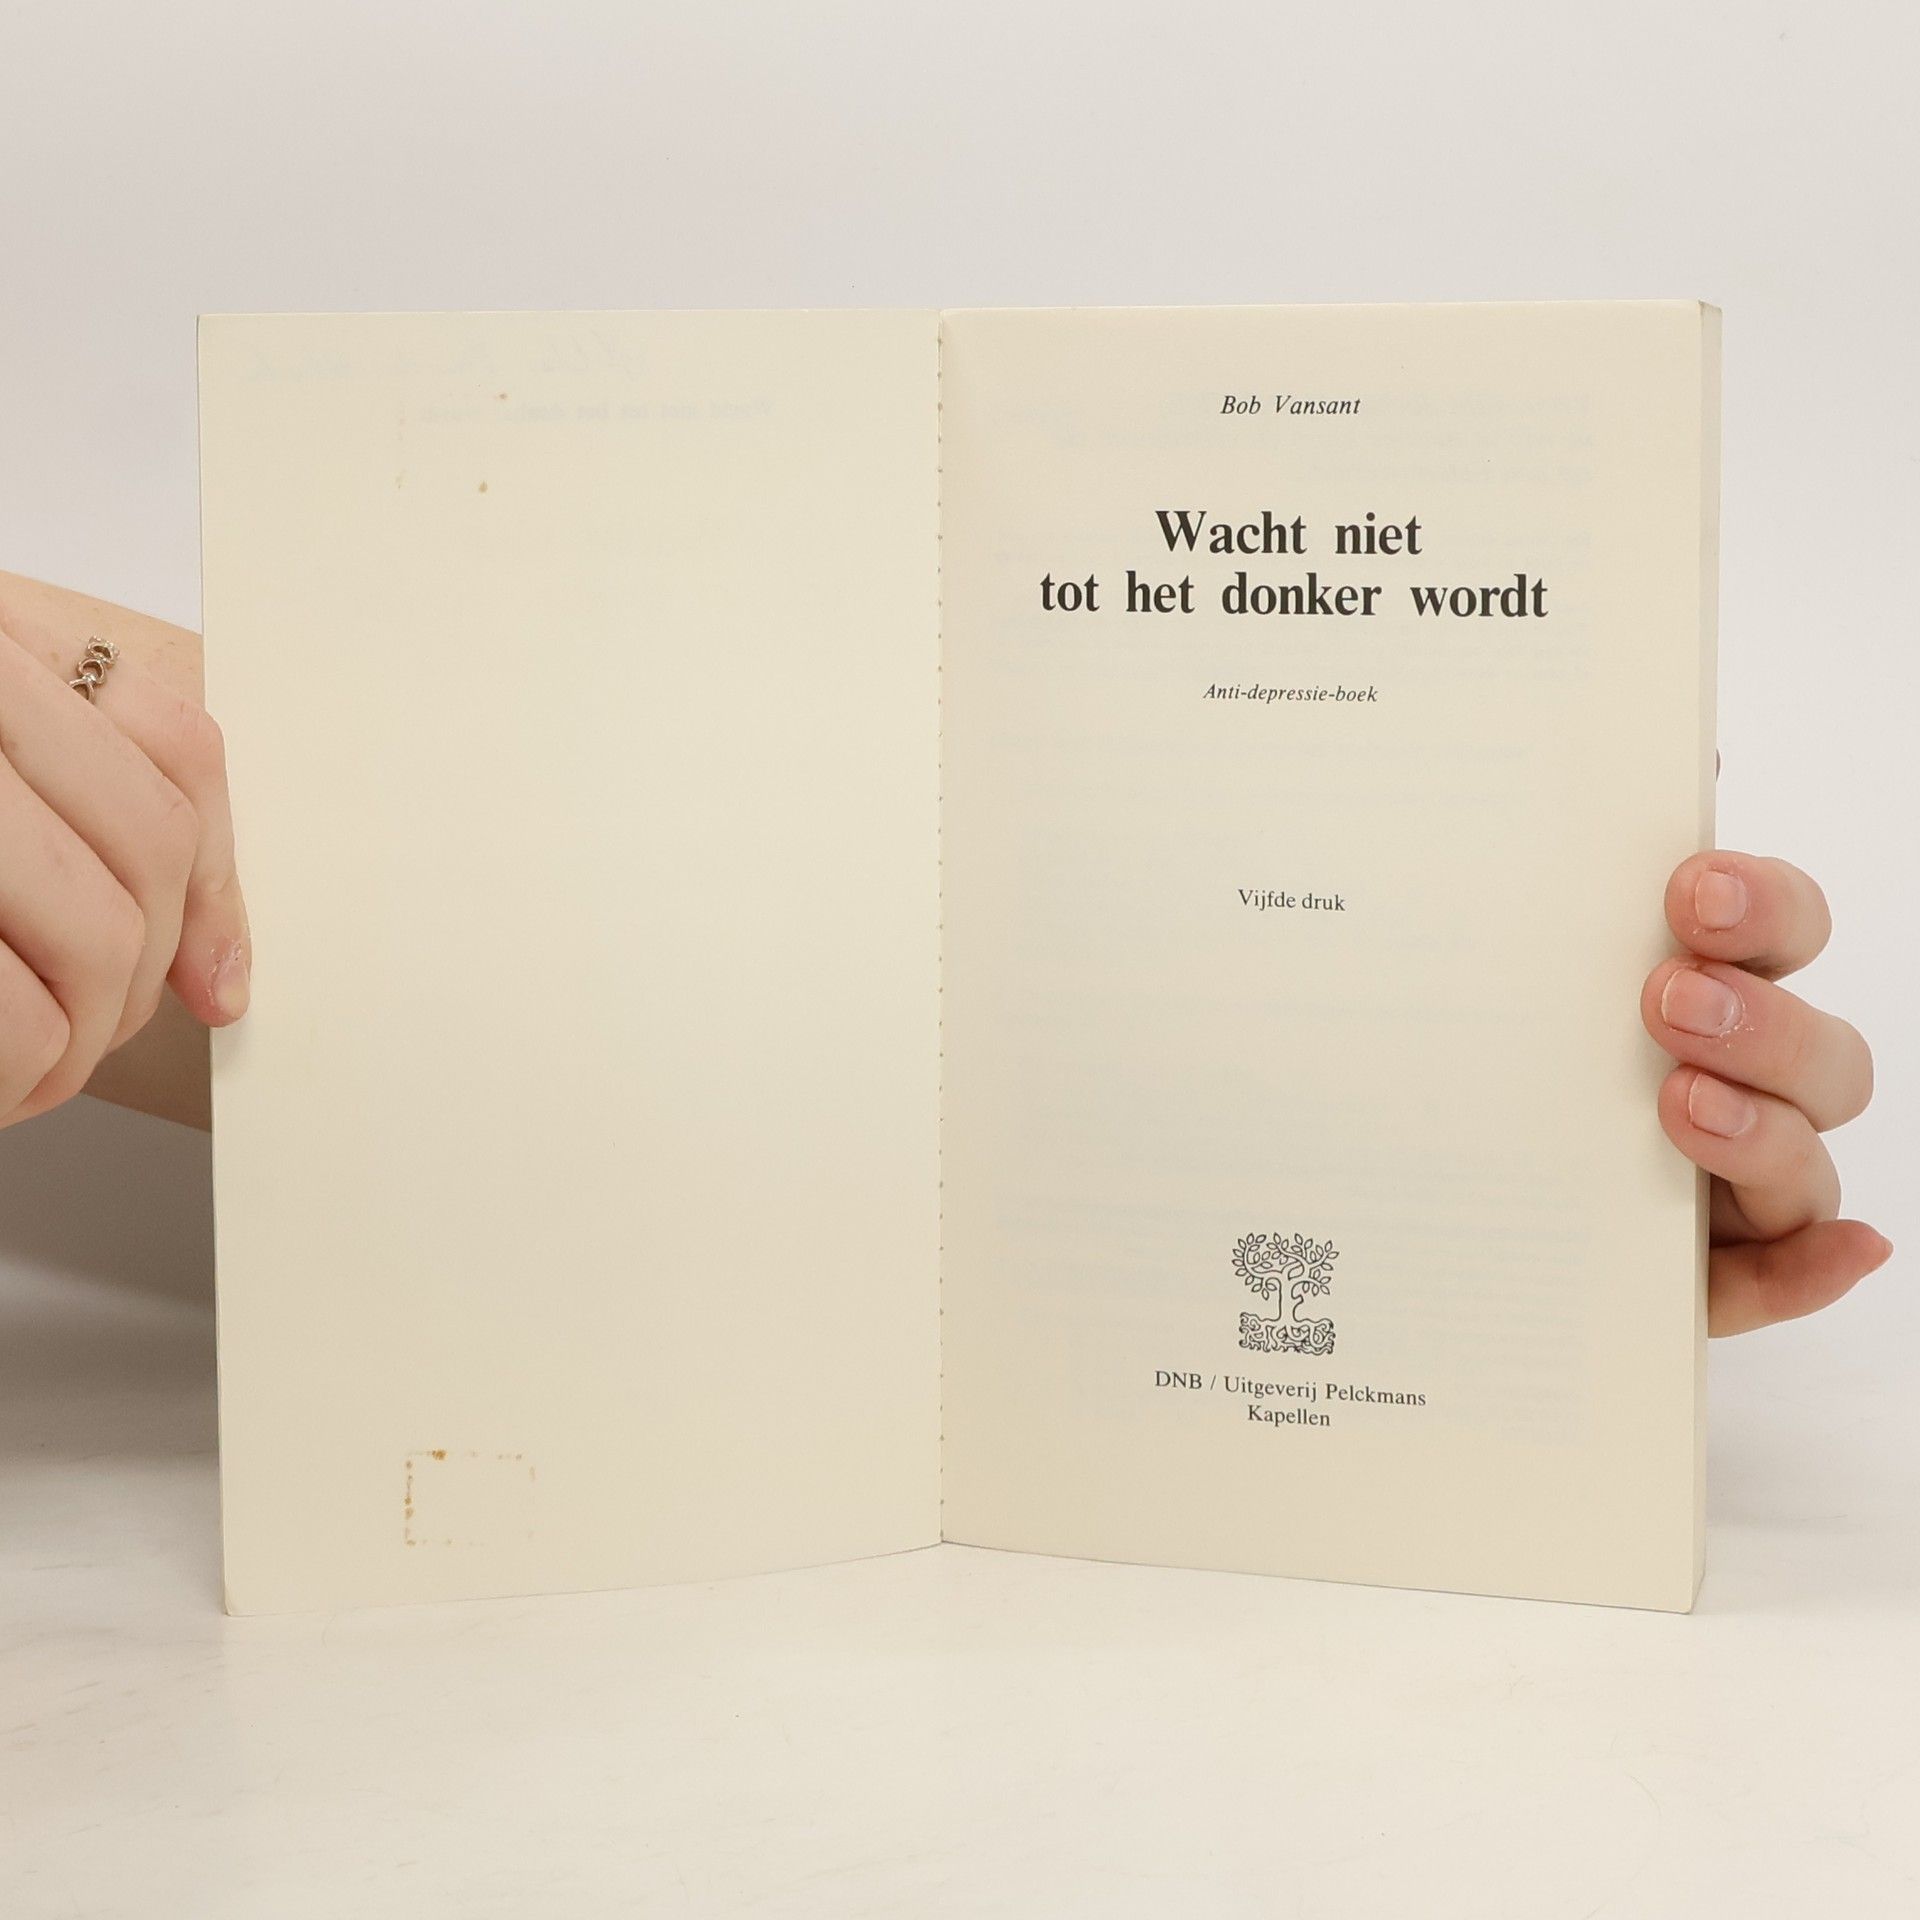 Bob Vansant
Wacht niet
tot het donker wordt
Anti-depressie-boek
Vijfde druk
DNB / Uitgeverij Pelckmans
Kapellen